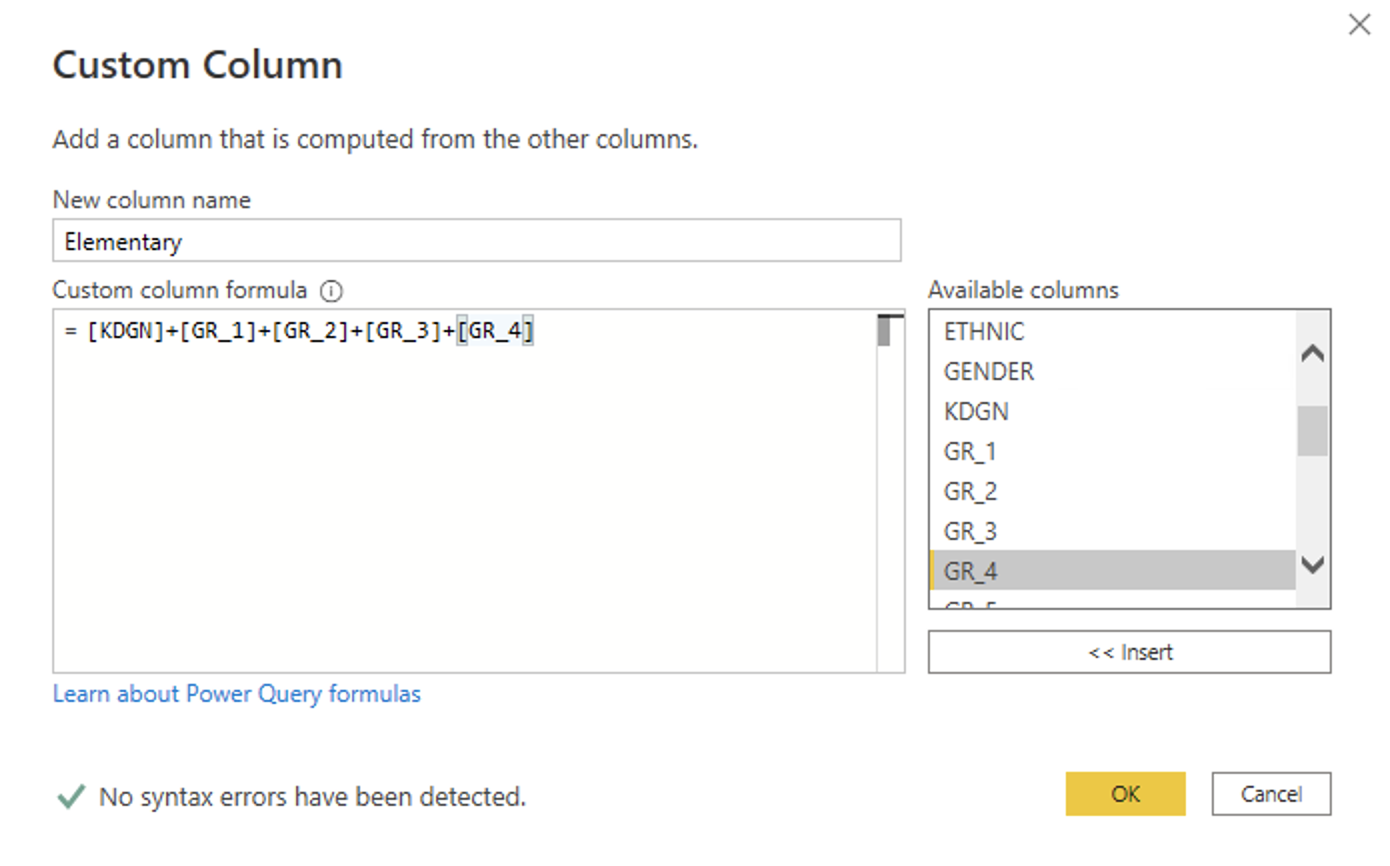 Custom Column
Add a column that is computed from the other columns.
New column name
Elementary
Custom column formula
= [KDGN]+[GR_1]+[GR_2]+[GR_3]+[GR_4]
Available columns
ETHNIC
GENDER
KDGN
GR_1
GR_2
GR_3
GR_4
<< Insert
Learn about Power Query formulas
No syntax errors have been detected.
OK
Cancel